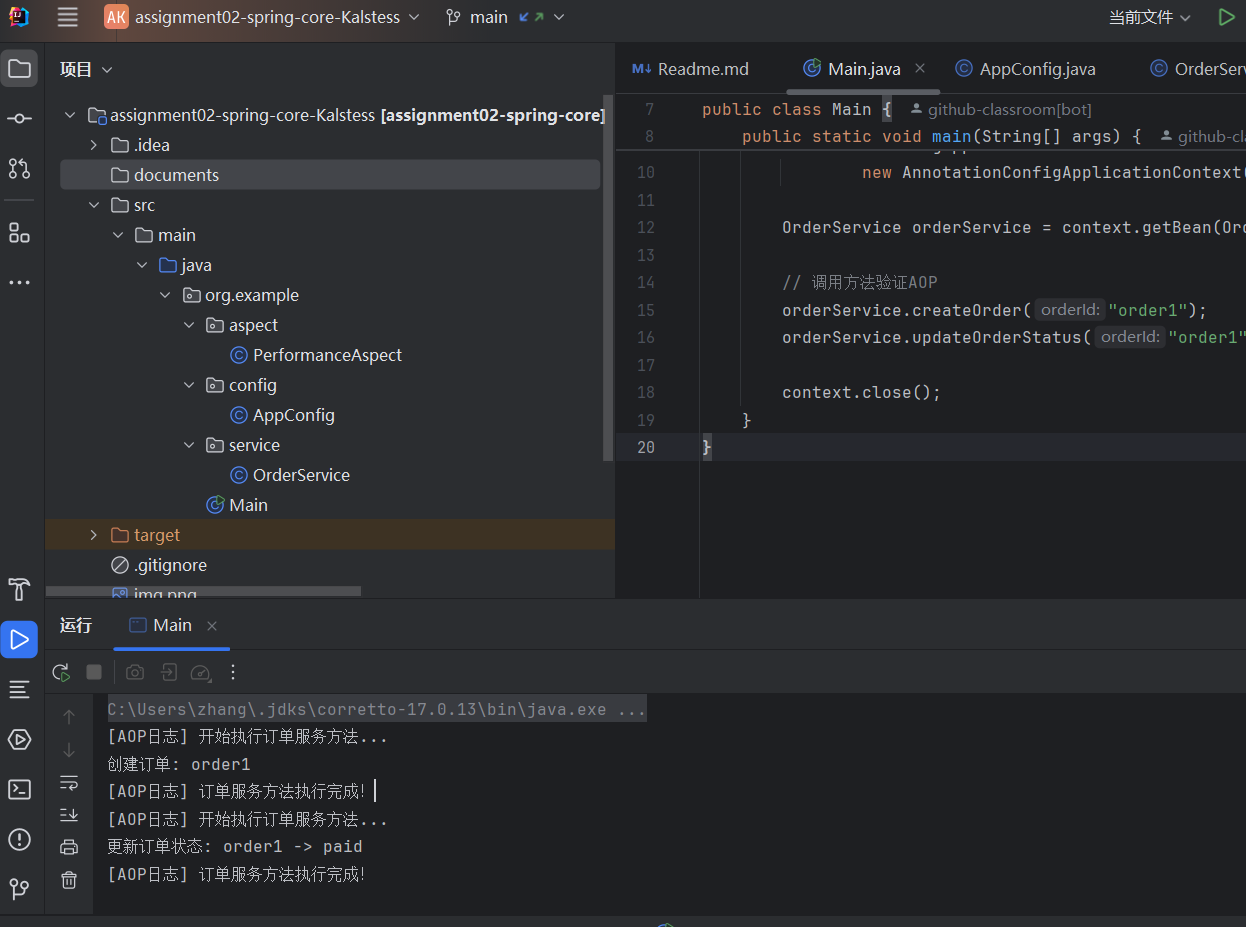 AK assignment02-spring-core-Kalstess main 当前文件
项目
assignment02-spring-core-Kalstess [assignment02-spring-core]
.idea
documents
src
main
java
org.example
aspect
PerformanceAspect
config
AppConfig
service
OrderService
Main
target
.gitignore
img.png
M↓ Readme.md Main.java AppConfig.java OrderServ
7 public class Main { github-classroom[bot]
8 public static void main(String[] args) { github-cl
10 new AnnotationConfigApplicationContext(
11
12 OrderService orderService = context.getBean(Ord
13
14 // 调用方法验证AOP
15 orderService.createOrder( orderId: "order1");
16 orderService.updateOrderStatus( orderId: "order1"
17
18 context.close();
19 }
20 }
运行 Main
C:\Users\zhang\.jdks\corretto-17.0.13\bin\java.exe ...
[AOP日志] 开始执行订单服务方法...
创建订单: order1
[AOP日志] 订单服务方法执行完成!
[AOP日志] 开始执行订单服务方法...
更新订单状态: order1 -> paid
[AOP日志] 订单服务方法执行完成!